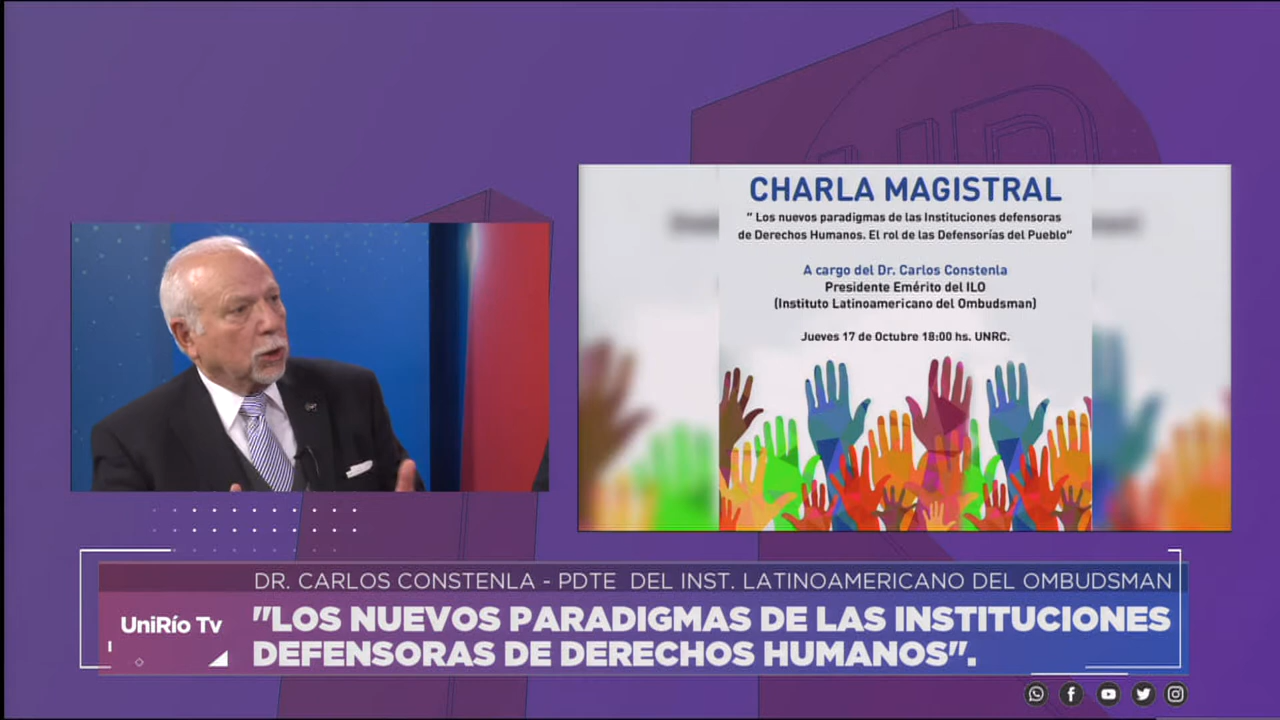 CHARLA MAGISTRAL
" Los nuevos paradigmas de las Instituciones defensoras
de Derechos Humanos. El rol de las Defensorías del Pueblo"
A cargo del Dr. Carlos Constenla
Presidente Emérito del ILO
(Instituto Latinoamericano del Ombudsman)
Jueves 17 de Octubre 18:00 hs. UNRC.
DR. CARLOS CONSTENLA - PDTE DEL INST. LATINOAMERICANO DEL OMBUDSMAN
UniRío Tv
"LOS NUEVOS PARADIGMAS DE LAS INSTITUCIONES
DEFENSORAS DE DERECHOS HUMANOS".